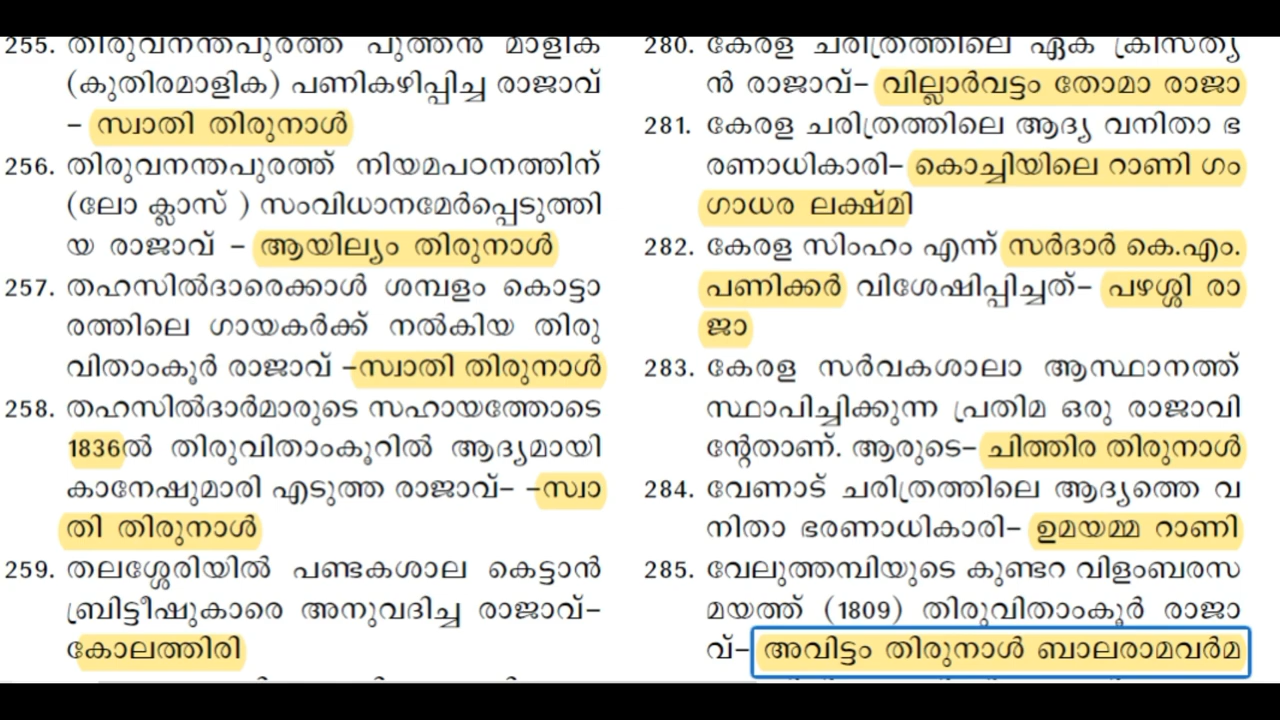 255. തിരുവനന്തപുരത്ത് പുത്തൻ മാളിക
(കുതിരമാളിക) പണികഴിപ്പിച്ച രാജാവ്
– സ്വാതി തിരുനാൾ
256. തിരുവനന്തപുരത്ത് നിയമപഠനത്തിന്
(ലോ ക്ലാസ് ) സംവിധാനമേർപ്പെടുത്തി
യ രാജാവ് – ആയില്യം തിരുനാൾ
257. തഹസിൽദാരെക്കാൾ ശമ്പളം കൊട്ടാ
രത്തിലെ ഗായകർക്ക് നൽകിയ തിരു
വിതാംകൂർ രാജാവ് –സ്വാതി തിരുനാൾ
258. തഹസിൽദാർമാരുടെ സഹായത്തോടെ
1836ൽ തിരുവിതാംകൂറിൽ ആദ്യമായി
കാനേഷുമാരി എടുത്ത രാജാവ്– –സ്വാ
തി തിരുനാൾ
259. തലശ്ശേരിയിൽ പണ്ടകശാല കെട്ടാൻ
ബ്രിട്ടീഷുകാരെ അനുവദിച്ച രാജാവ്–
കോലത്തിരി
280. കേരള ചരിത്രത്തിലെ ഏക ക്രിസ്ത്യ
ൻ രാജാവ്– വില്ലാർവട്ടം തോമാ രാജാ
281. കേരള ചരിത്രത്തിലെ ആദ്യ വനിതാ ഭ
രണാധികാരി– കൊച്ചിയിലെ റാണി ഗം
ഗാധര ലക്ഷ്മി
282. കേരള സിംഹം എന്ന് സർദാർ കെ.എം.
പണിക്കർ വിശേഷിപ്പിച്ചത്– പഴശ്ശി രാ
ജാ
283. കേരള സർവകശാലാ ആസ്ഥാനത്ത്
സ്ഥാപിച്ചിക്കുന്ന പ്രതിമ ഒരു രാജാവി
ന്റേതാണ്. ആരുടെ– ചിത്തിര തിരുനാൾ
284. വേണാട് ചരിത്രത്തിലെ ആദ്യത്തെ വ
നിതാ ഭരണാധികാരി– ഉമയമ്മ റാണി
285. വേലുത്തമ്പിയുടെ കുണ്ടറ വിളംബരസ
മയത്ത് (1809) തിരുവിതാംകൂർ രാജാ
വ്– അവിട്ടം തിരുനാൾ ബാലരാമവർമ